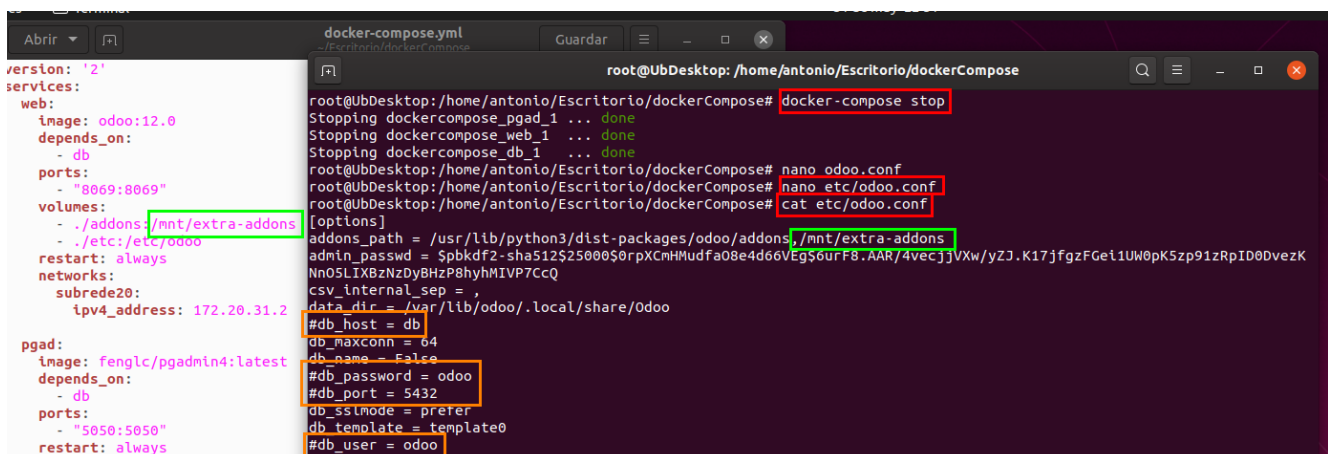 Abrir
docker-compose.yml
~/Escritorio/dockerCompose
Guardar
version: '2'
services:
web:
image: odoo:12.0
depends_on:
- db
ports:
- "8069:8069"
volumes:
- ./addons:/mnt/extra-addons
- ./etc:/etc/odoo
restart: always
networks:
subrede20:
ipv4_address: 172.20.31.2
pgad:
image: fenglc/pgadmin4:latest
depends_on:
- db
ports:
- "5050:5050"
restart: always
root@UbDesktop: /home/antonio/Escritorio/dockerCompose
root@UbDesktop:/home/antonio/Escritorio/dockerCompose# docker-compose stop
Stopping dockercompose_pgad_1 ... done
Stopping dockercompose_web_1 ... done
Stopping dockercompose_db_1 ... done
root@UbDesktop:/home/antonio/Escritorio/dockerCompose# nano odoo.conf
root@UbDesktop:/home/antonio/Escritorio/dockerCompose# nano etc/odoo.conf
root@UbDesktop:/home/antonio/Escritorio/dockerCompose# cat etc/odoo.conf
[options]
addons_path = /usr/lib/python3/dist-packages/odoo/addons,/mnt/extra-addons
admin_passwd = $pbkdf2-sha512$25000$0rpXCmHMudfaO8e4d66VEg$6urF8.AAR/4vecjjVXw/yZJ.K17jfgzFGei1UW0pK5zp91zRpID0DvezK
NnO5LIXBzNzDyBHzP8hyhMIVP7CcQ
csv_internal_sep = ,
data_dir = /var/lib/odoo/.local/share/Odoo
#db_host = db
db_maxconn = 64
db_name = False
#db_password = odoo
#db_port = 5432
db_sslmode = prefer
db_template = template0
#db_user = odoo